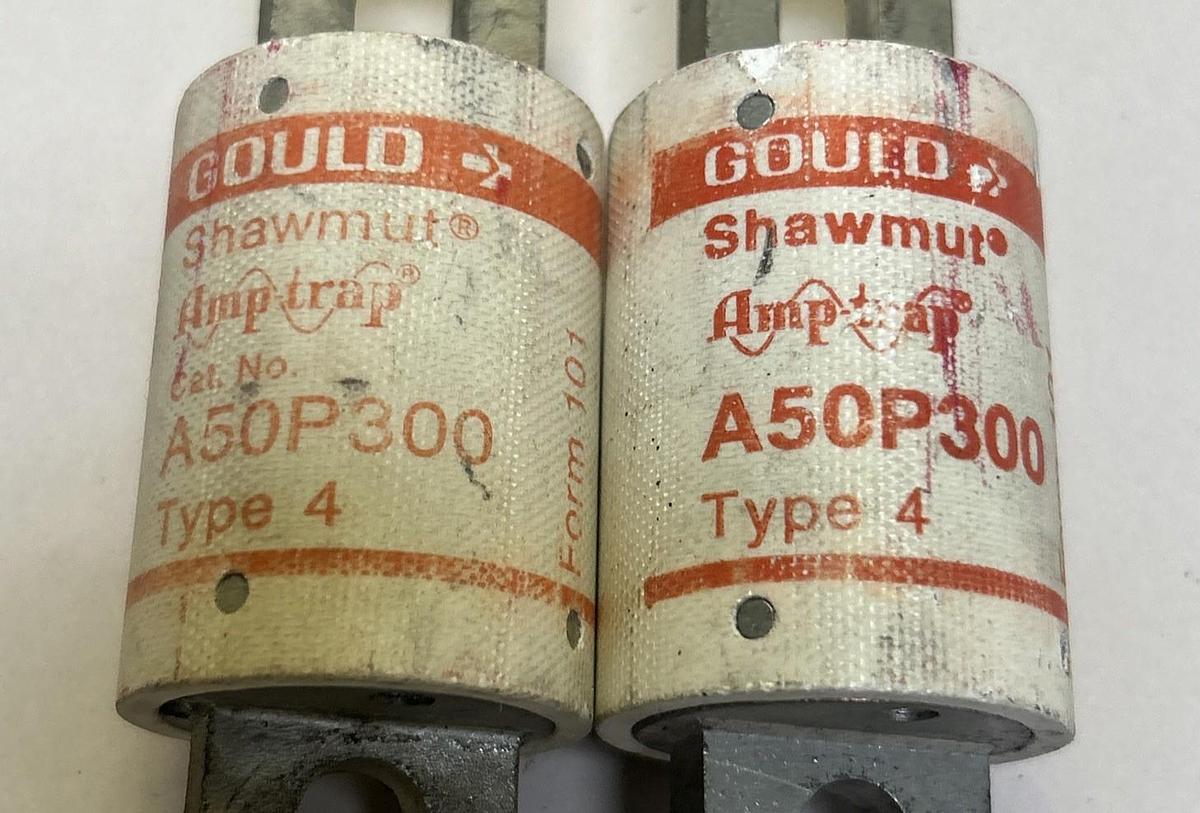 GOULD
Shawmut®
Amp-trap®
Cat. No.
A50P300
Type 4
Form 101
GOULD
Shawmut®
Amp-trap®
A50P300
Type 4